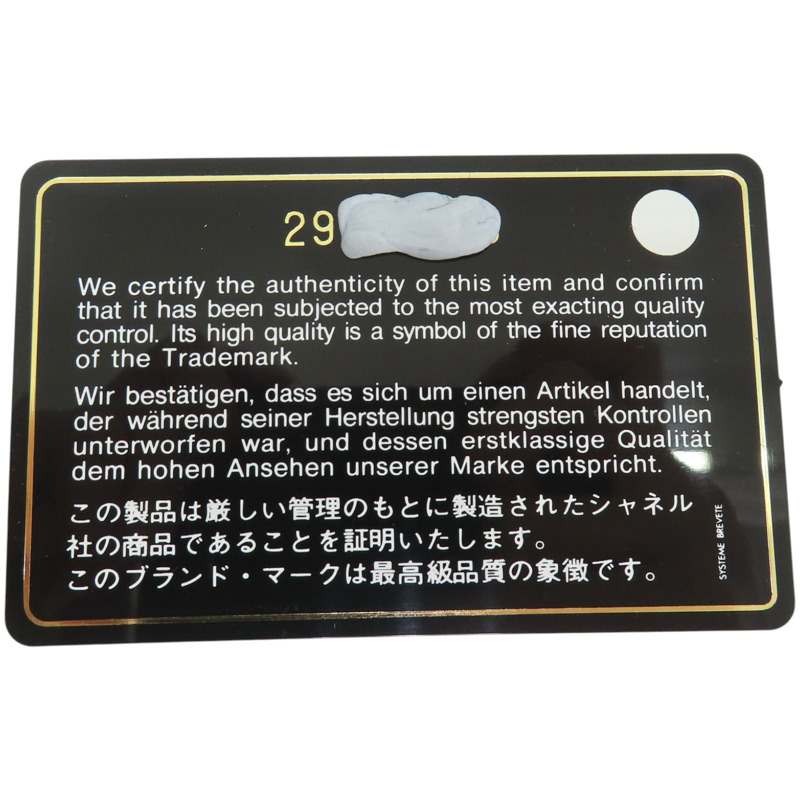 29
We certify the authenticity of this item and confirm
that it has been subjected to the most exacting quality
control. Its high quality is a symbol of the fine reputation
of the Trademark.
Wir bestätigen, dass es sich um einen Artikel handelt,
der während seiner Herstellung strengsten Kontrollen
unterworfen war, und dessen erstklassige Qualität
dem hohen Ansehen unserer Marke entspricht.
この製品は厳しい管理のもとに製造されたシャネル
社の商品であることを証明いたします。
このブランド・マークは最高級品質の象徴です。
SYSTEME BREVETE